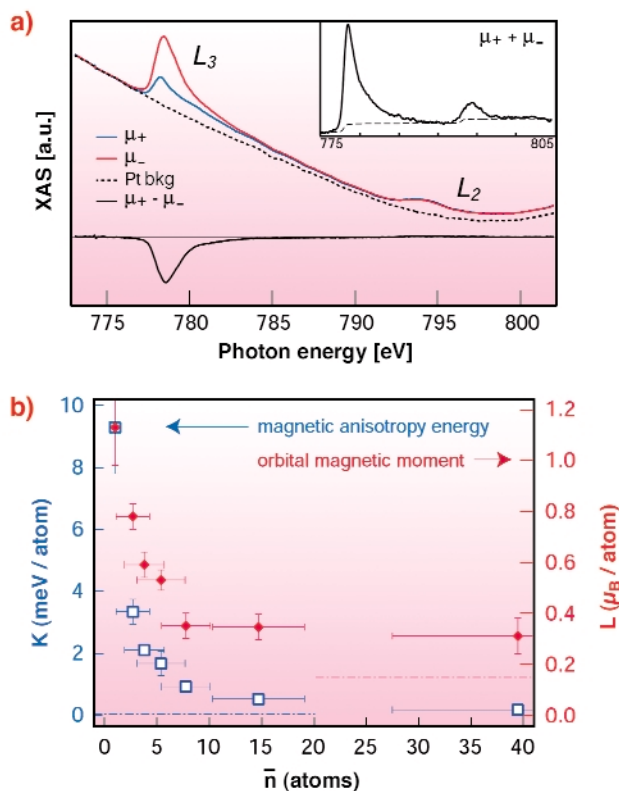 a)
L3
μ+ + μ-
775
805
μ+
μ-
Pt bkg
μ+ - μ-
L2
XAS [a.u.]
775 780 785 790 795 800
Photon energy [eV]
b)
10
8
6
4
2
0
K (meV / atom)
magnetic anisotropy energy
orbital magnetic moment
1.2
1.0
0.8
0.6
0.4
0.2
0.0
L (μB / atom)
0 5 10 15 20 25 30 35 40
n̄ (atoms)